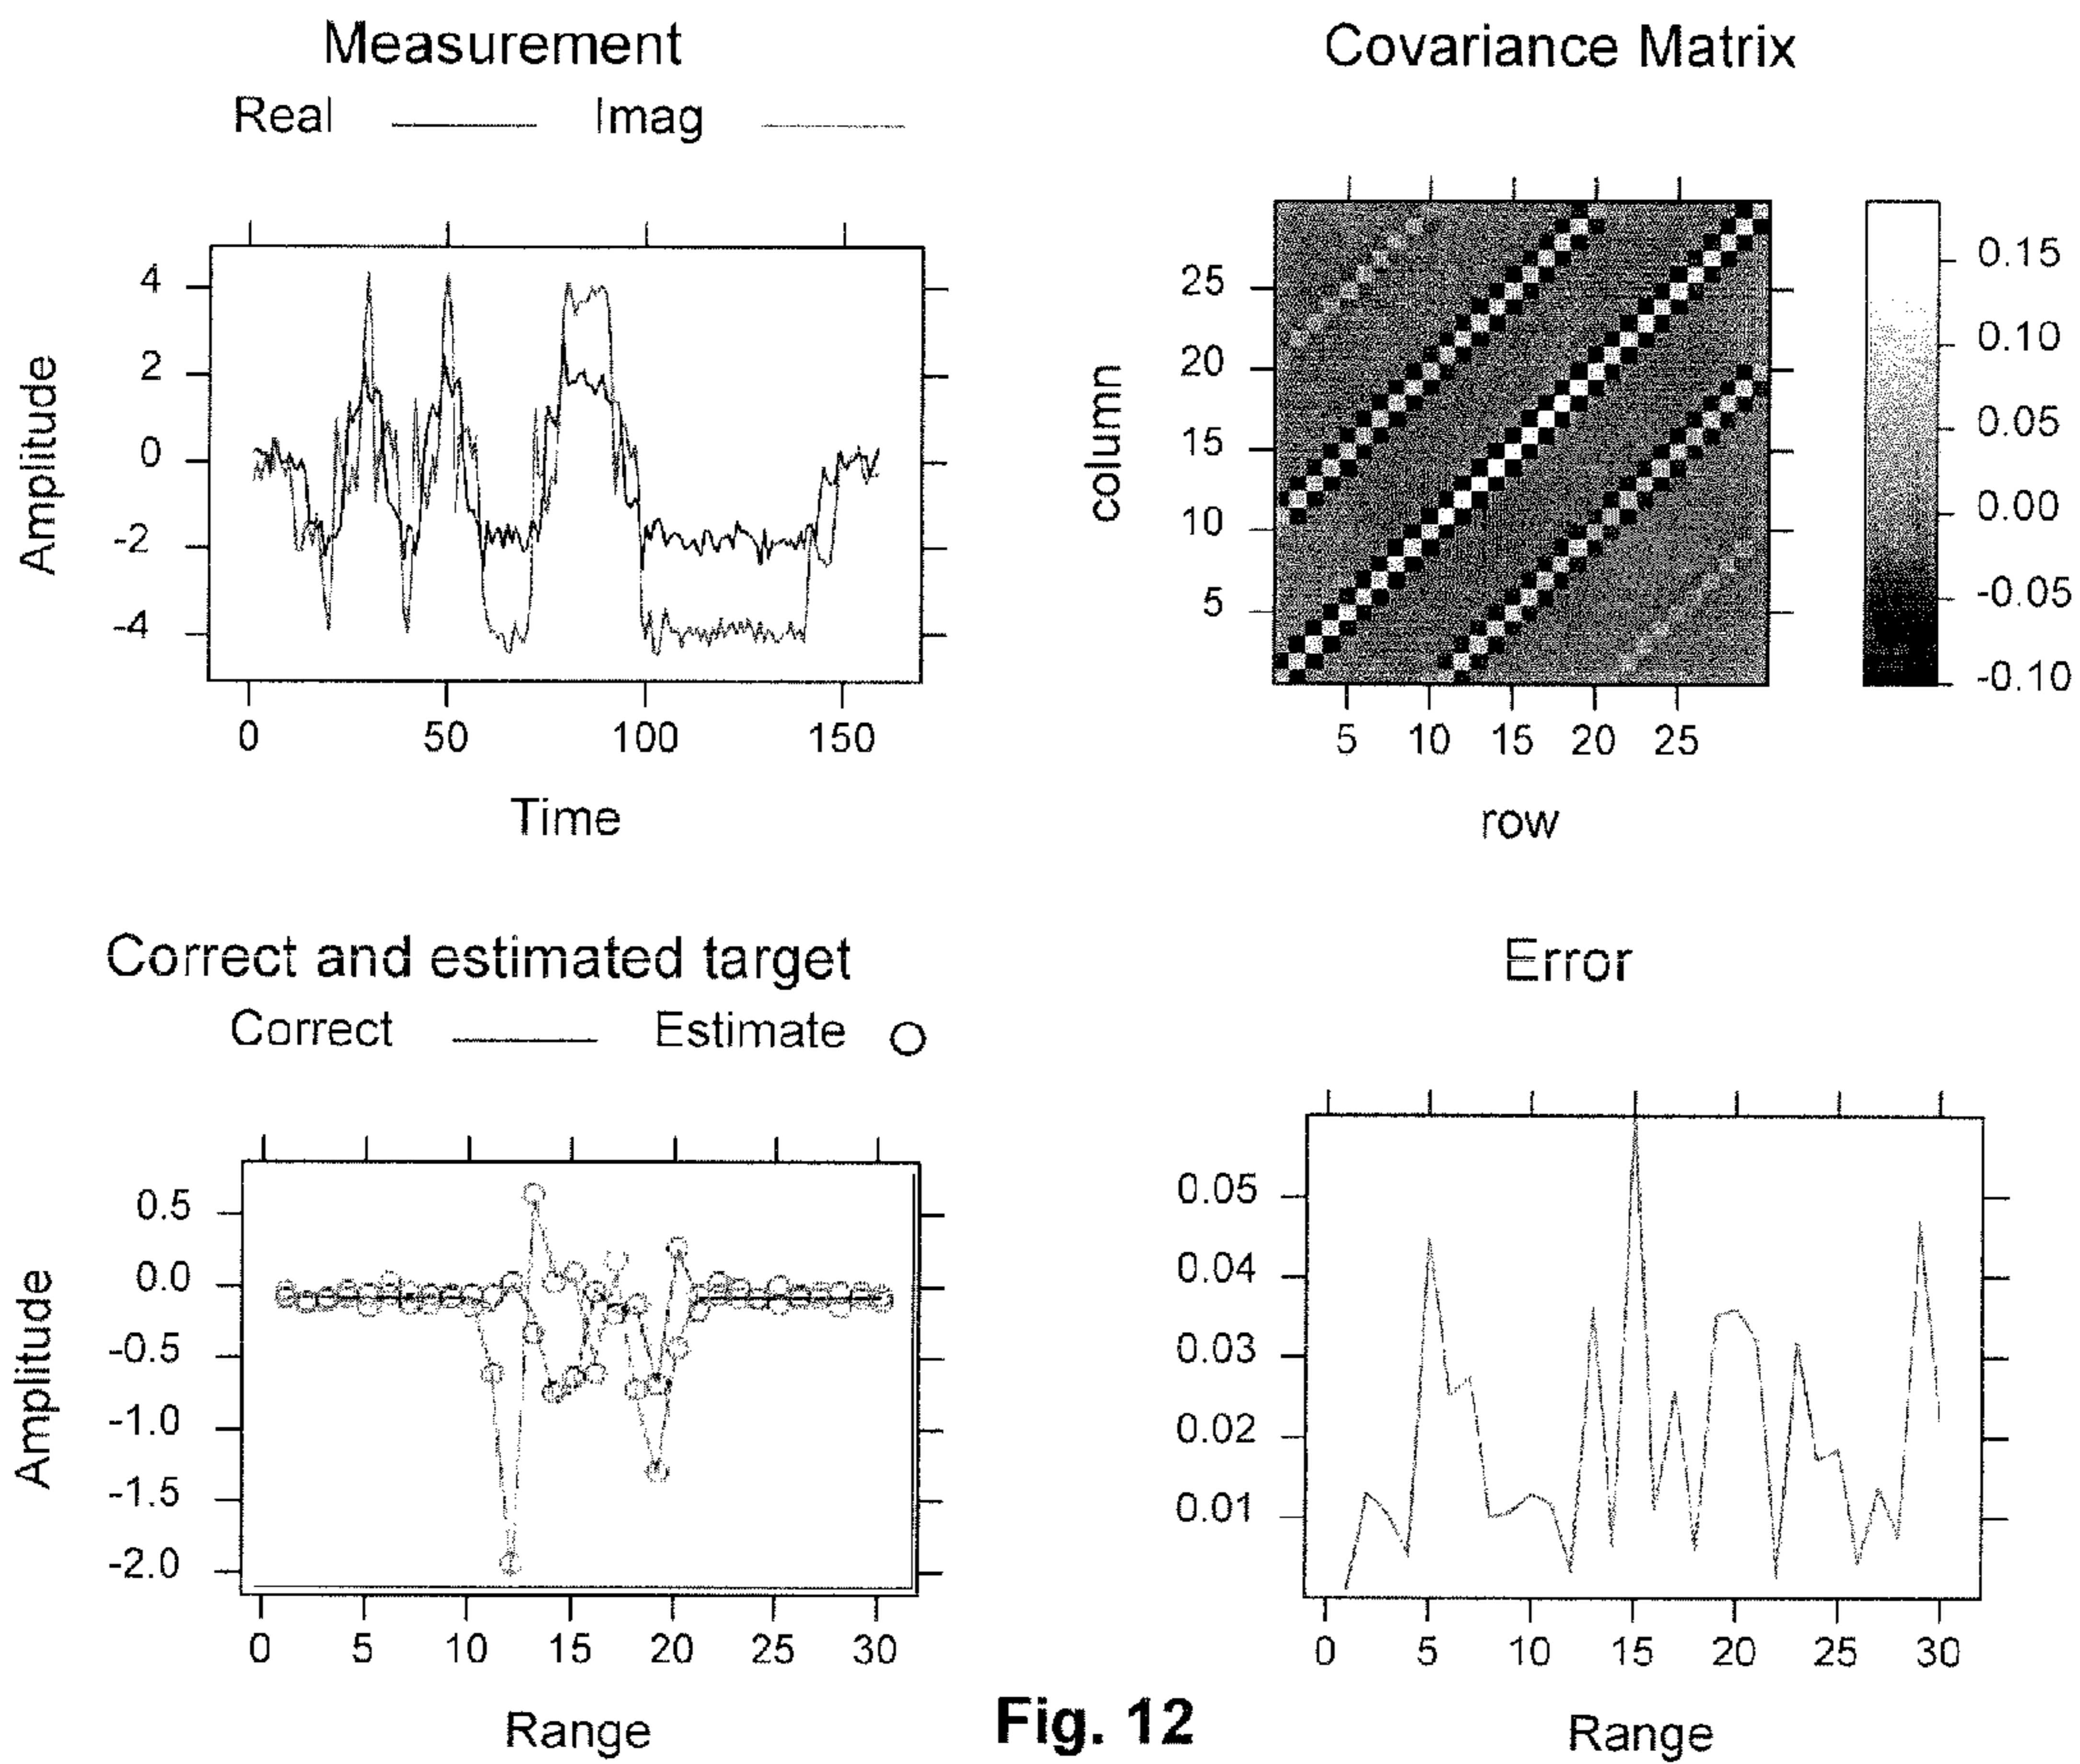 Measurement
Real Imag
Amplitude
4
2
0
-2
-4
0 50 100 150
Time
Covariance Matrix
column
25
20
15
10
5
5 10 15 20 25
row
0.15
0.10
0.05
0.00
-0.05
-0.10
Correct and estimated target
Correct Estimate
Amplitude
0.5
0.0
-0.5
-1.0
-1.5
-2.0
0 5 10 15 20 25 30
Range
Error
0.05
0.04
0.03
0.02
0.01
0 5 10 15 20 25 30
Range
Fig. 12